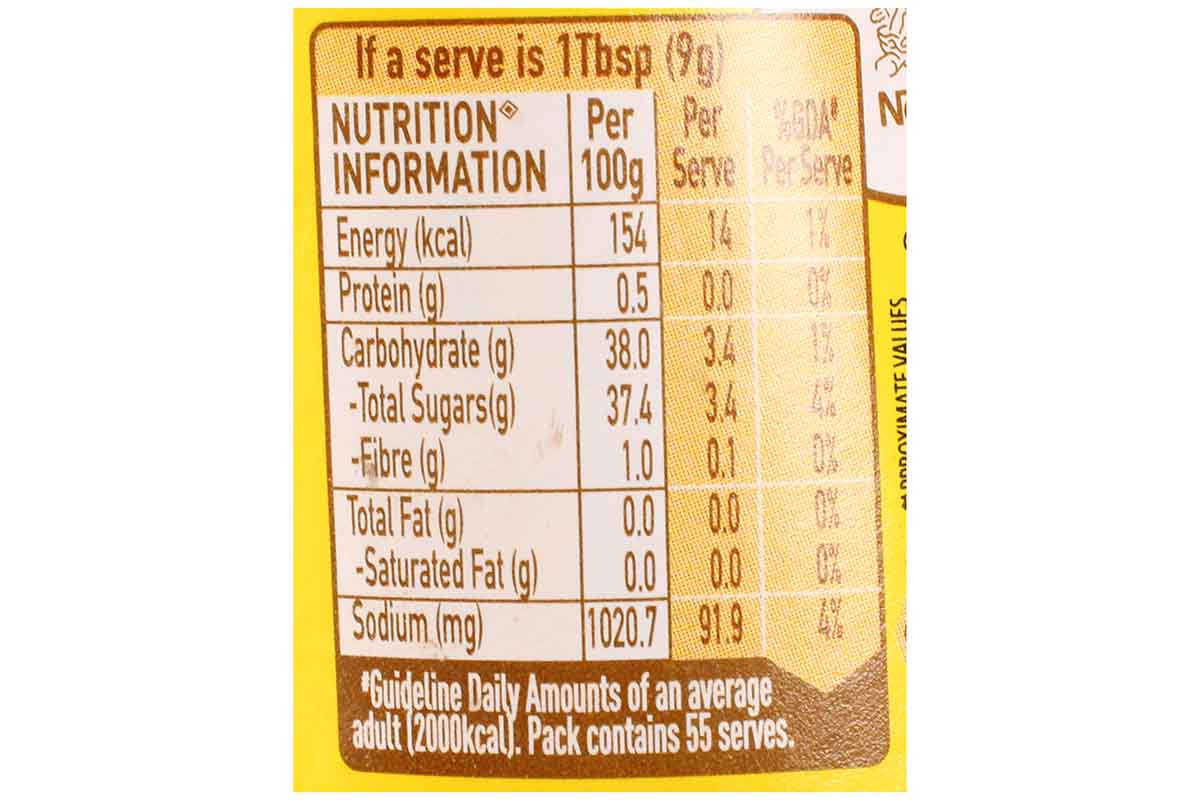 If a serve is 1Tbsp (9g)
NUTRITION INFORMATION Per 100g Per Serve %GDA# Per Serve
Energy (kcal) 154 14 1%
Protein (g) 0.5 0.0 0%
Carbohydrate (g) 38.0 3.4 1%
-Total Sugars(g) 37.4 3.4 4%
-Fibre (g) 1.0 0.1 0%
Total Fat (g) 0.0 0.0 0%
-Saturated Fat (g) 0.0 0.0 0%
Sodium (mg) 1020.7 91.9 4%
#Guideline Daily Amounts of an average
adult (2000kcal). Pack contains 55 serves.
APPROXIMATE VALUES